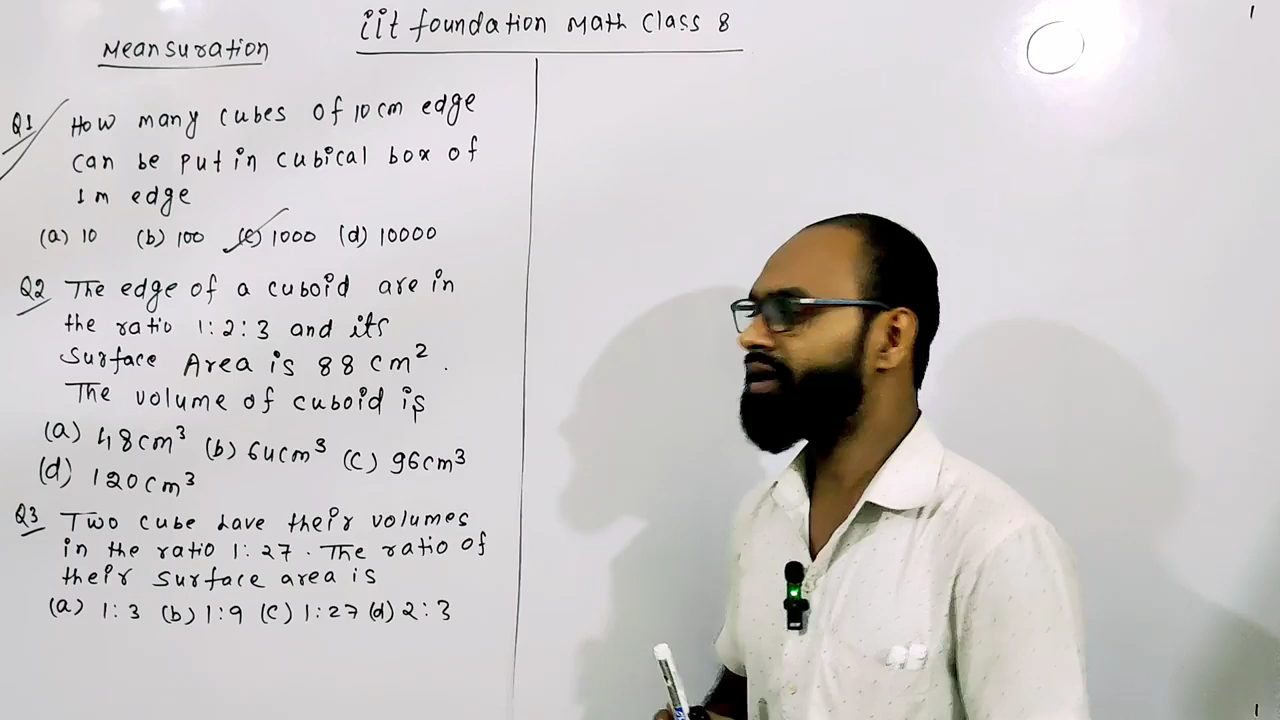 iit foundation Math Class 8
Meansuration
Q1 How many cubes of 10 cm edge
can be put in cubical box of
1m edge
(a) 10 (b) 100 (c) 1000 (d) 10000
Q2 The edge of a cuboid are in
the ratio 1:2:3 and its
Surface Area is 88 cm².
The volume of cuboid is
(a) 48cm³ (b) 64cm³ (c) 96cm³
(d) 120cm³
Q3 Two cube have their volumes
in the ratio 1:27. The ratio of
their surface area is
(a) 1:3 (b) 1:9 (c) 1:27 (d) 2:3